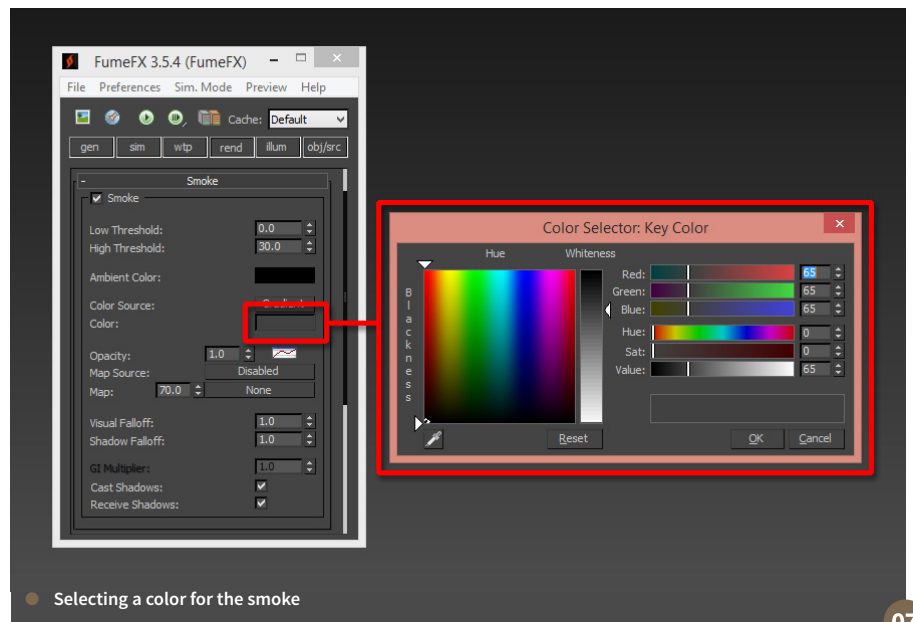 FumeFX 3.5.4 (FumeFX)
File Preferences Sim. Mode Preview Help
Cache: Default
gen sim wtp rend illum obj/src
- Smoke
Smoke
Low Threshold: 0.0
High Threshold: 30.0
Ambient Color:
Color Source: Gradient
Color:
Opacity: 1.0
Map Source: Disabled
Map: 70.0 None
Visual Falloff: 1.0
Shadow Falloff: 1.0
GI Multiplier: 1.0
Cast Shadows:
Receive Shadows:
Color Selector: Key Color
Hue Whiteness
Blackness
Red: 65
Green: 65
Blue: 65
Hue: 0
Sat: 0
Value: 65
Reset OK Cancel
Selecting a color for the smoke
07